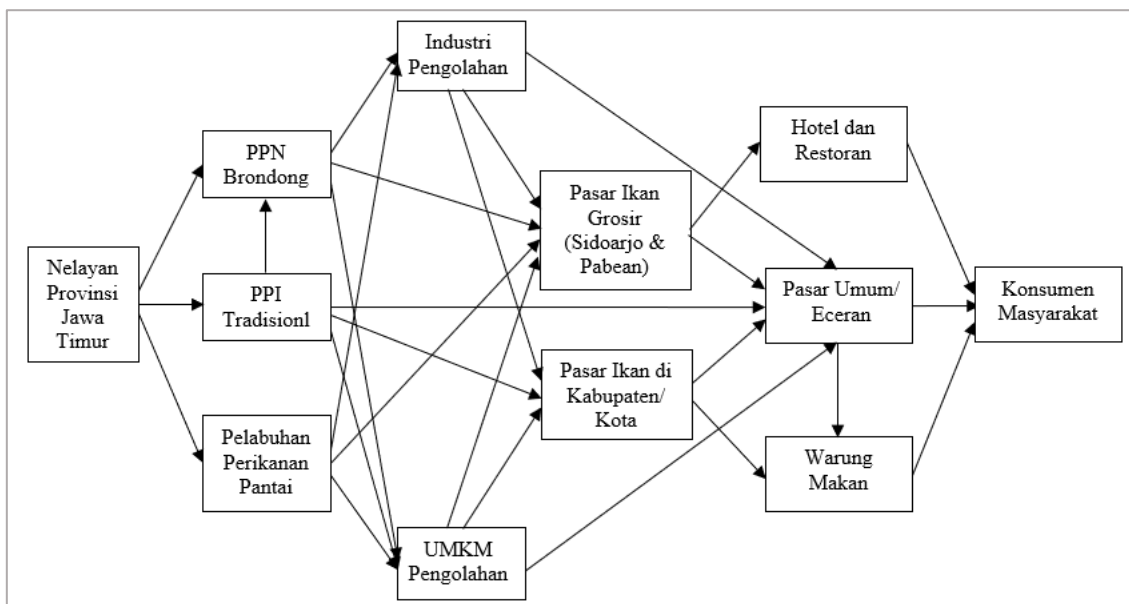 Industri
Pengolahan
PPN
Brondong
Hotel dan
Restoran
Pasar Ikan
Grosir
(Sidoarjo &
Pabean)
Nelayan
Provinsi
Jawa
Timur
PPI
Tradisionl
Pasar Umum/
Eceran
Konsumen
Masyarakat
Pasar Ikan di
Kabupaten/
Kota
Pelabuhan
Perikanan
Pantai
Warung
Makan
UMKM
Pengolahan